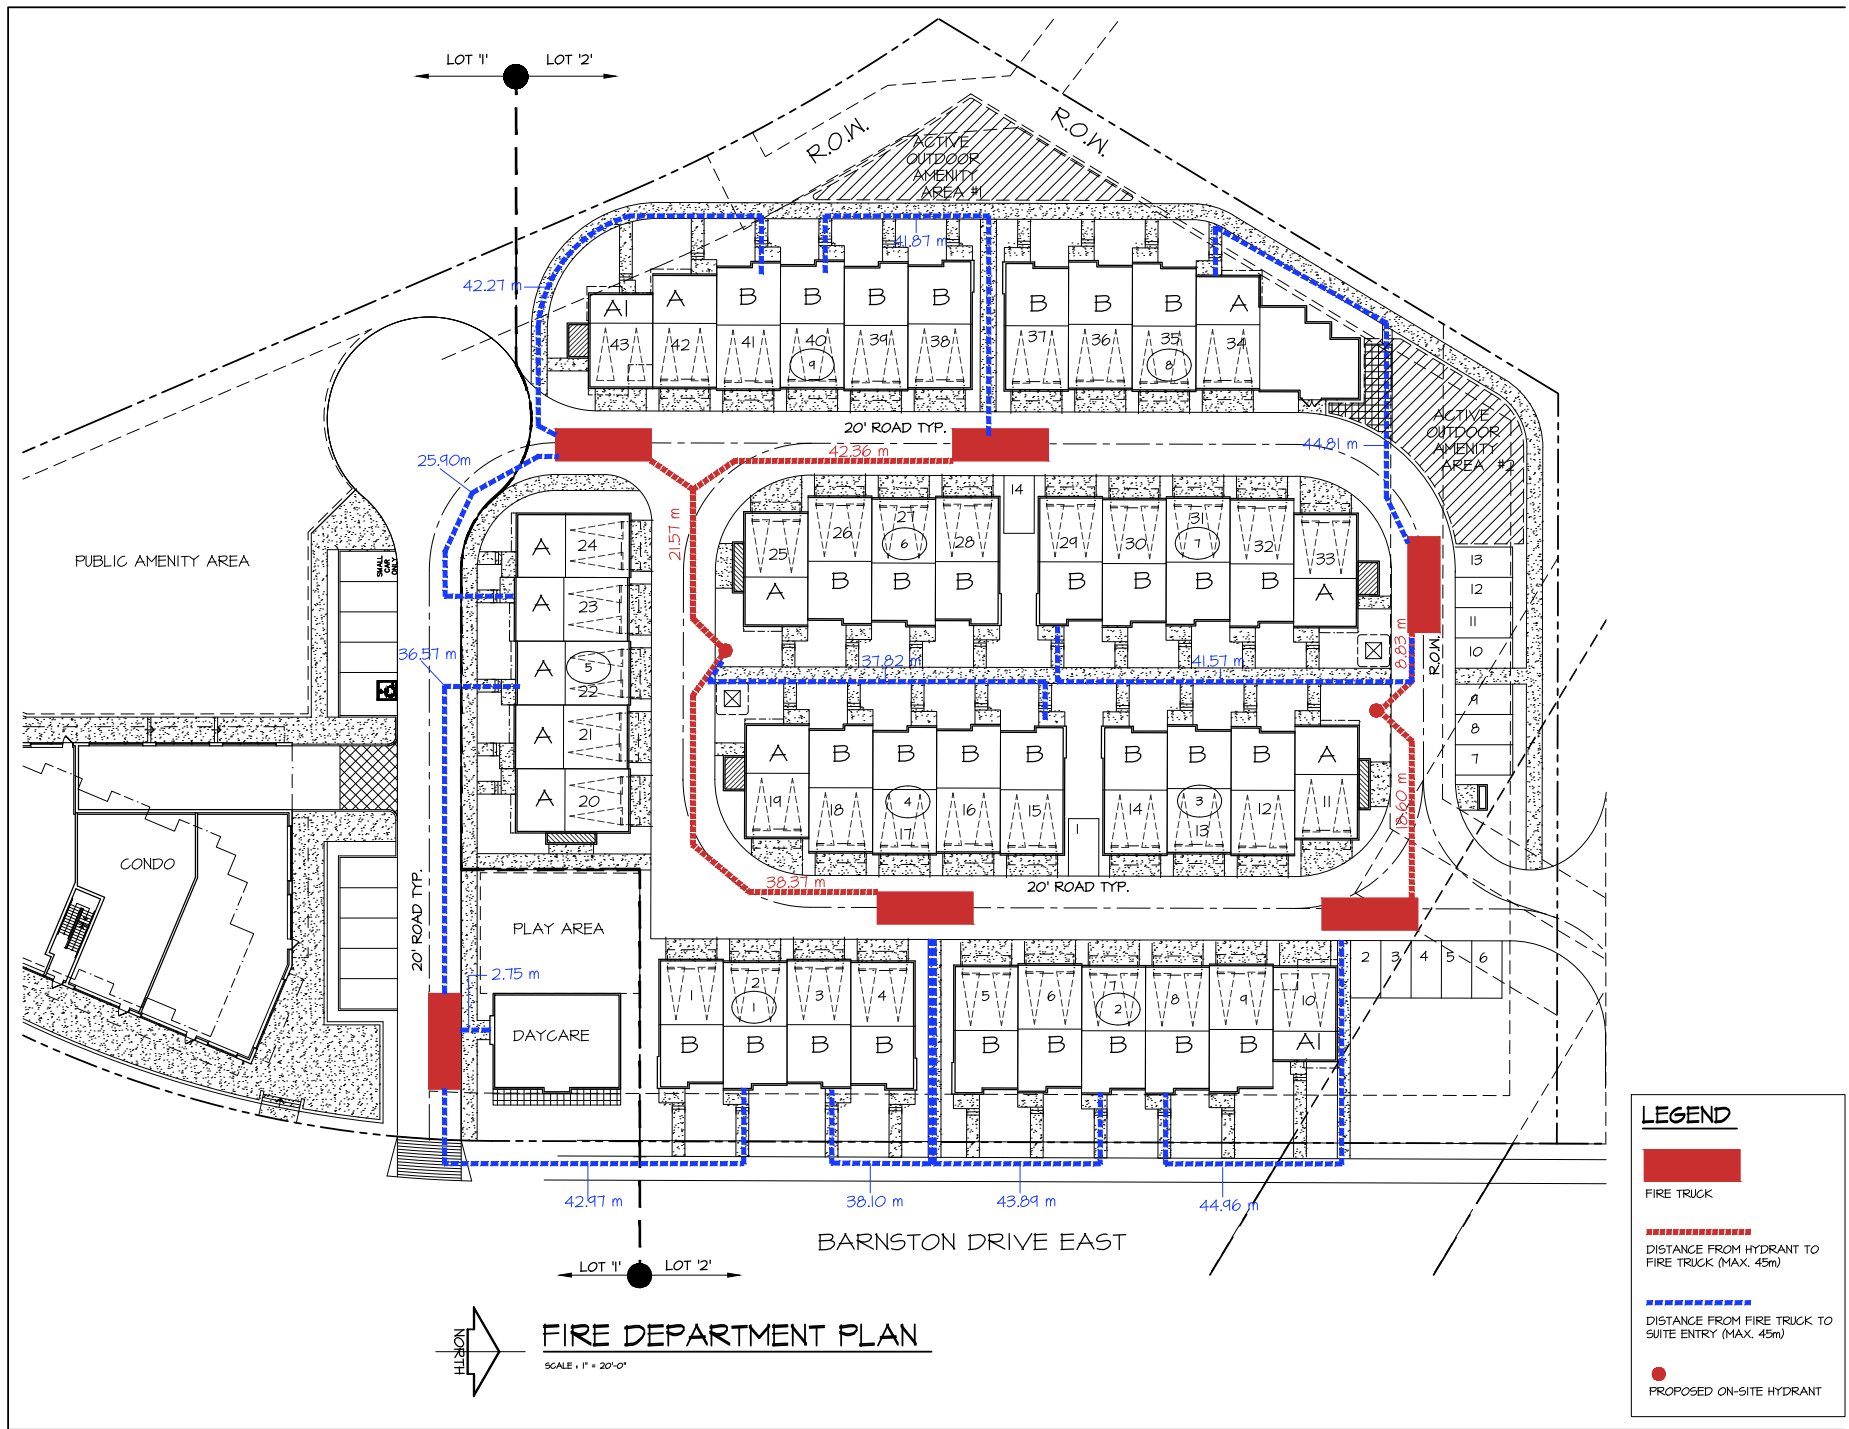 LOT '1'
LOT '2'
R.O.W.
R.O.W.
ACTIVE
OUTDOOR
AMENITY
AREA #1
41.87 m
42.27 m
A1
A
B
B
B
B
B
B
B
A
43
42
41
40
39
38
37
36
35
34
9
8
20' ROAD TYP.
42.36 m
44.81 m
ACTIVE
OUTDOOR
AMENITY
AREA #2
25.90m
21.57 m
14
PUBLIC AMENITY AREA
SMALL
CAR
ONLY
A
24
A
23
A
5
22
A
21
A
20
25
26
27
6
28
29
30
31
7
32
33
A
B
B
B
B
B
B
B
A
13
12
11
10
9
8
7
8.83 m
R.O.W.
36.57 m
37.82 m
41.57 m
A
B
B
B
B
B
B
B
A
19
18
4
17
16
15
14
3
13
12
11
1
18.60 m
CONDO
20' ROAD TYP.
38.37 m
20' ROAD TYP.
PLAY AREA
2.75 m
DAYCARE
1
2
1
3
4
5
6
7
2
8
9
10
B
B
B
B
B
B
B
B
B
A1
2
3
4
5
6
42.97 m
38.10 m
43.89 m
44.96 m
BARNSTON DRIVE EAST
LOT '1'
LOT '2'
NORTH
FIRE DEPARTMENT PLAN
SCALE : 1" = 20'-0"
LEGEND
FIRE TRUCK
DISTANCE FROM HYDRANT TO
FIRE TRUCK (MAX. 45m)
DISTANCE FROM FIRE TRUCK TO
SUITE ENTRY (MAX. 45m)
PROPOSED ON-SITE HYDRANT